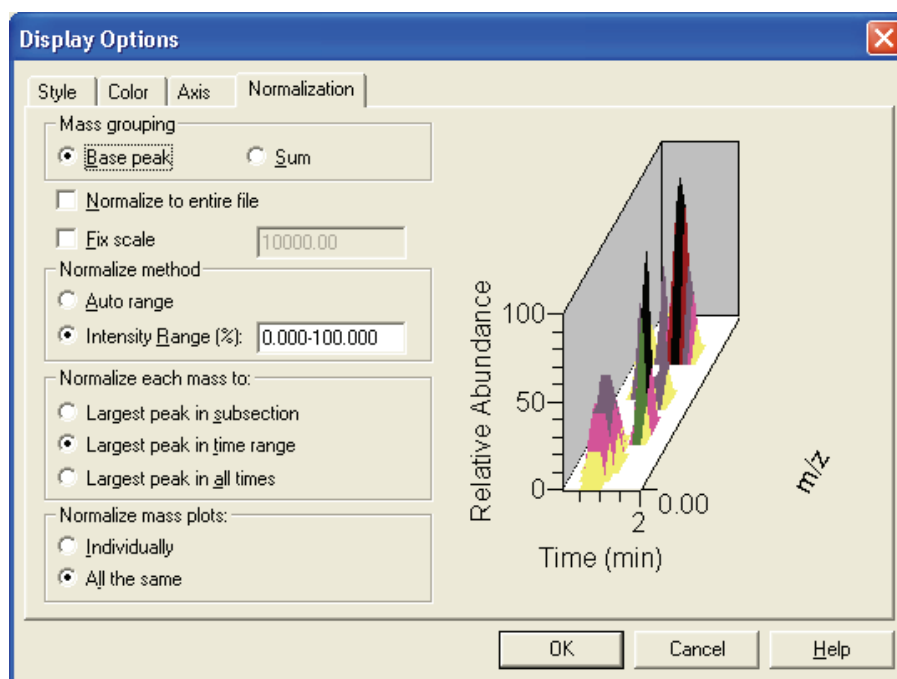 Display Options
Style Color Axis Normalization
Mass grouping
Base peak Sum
Normalize to entire file
Fix scale 10000.00
Normalize method
Auto range
Intensity Range (%): 0.000-100.000
Normalize each mass to:
Largest peak in subsection
Largest peak in time range
Largest peak in all times
Normalize mass plots:
Individually
All the same
Relative Abundance
100
50
0
2
0.00
Time (min)
m/z
OK Cancel Help